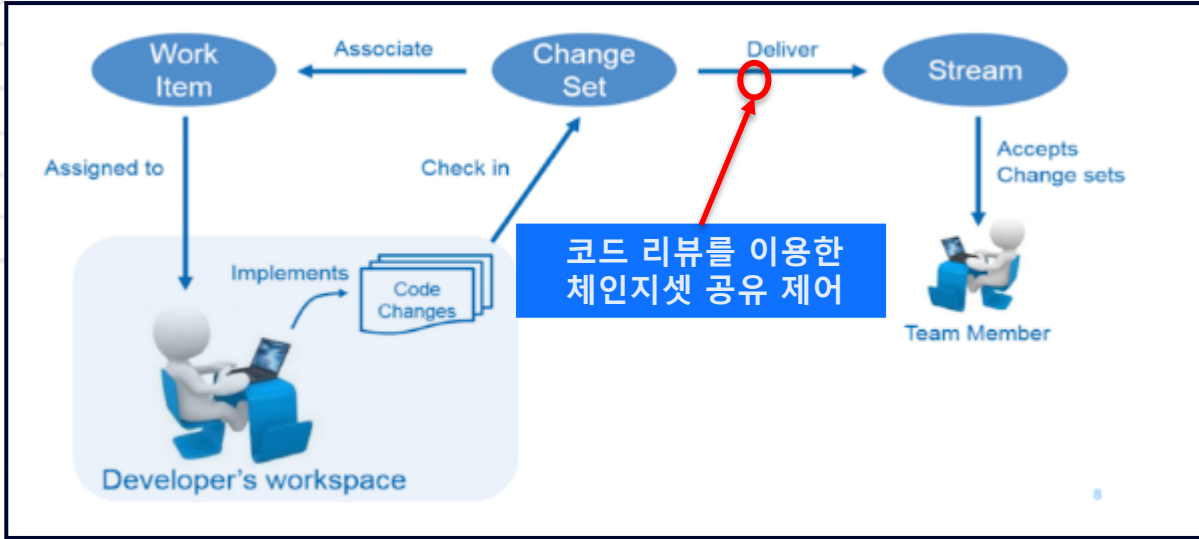 Work
Item
Associate
Change
Set
Deliver
Stream
Assigned to
Check in
Accepts
Change sets
코드 리뷰를 이용한
체인지셋 공유 제어
Implements
Code
Changes
Team Member
Developer's workspace
8